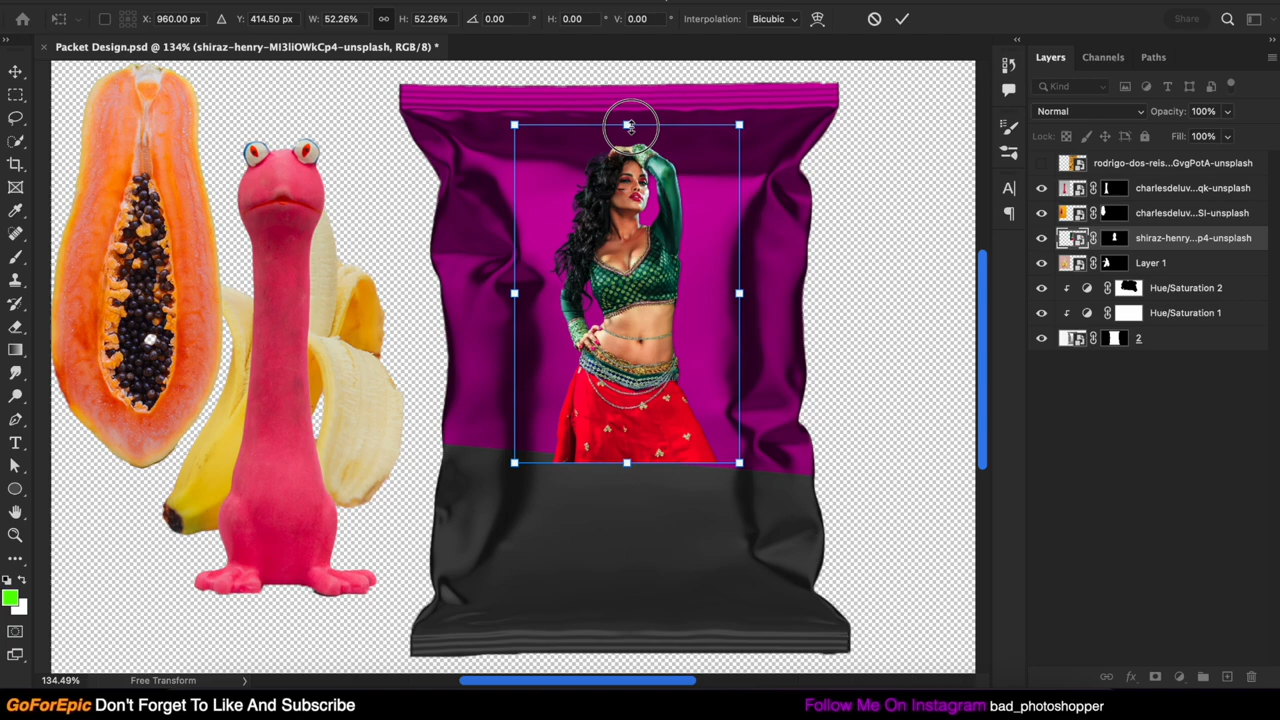 X: 960.00 px Y: 414.50 px W: 52.26% H: 52.26% 0.00 ° H: 0.00 ° V: 0.00 ° Interpolation: Bicubic Share
Packet Design.psd @ 134% (shiraz-henry-MI3liOWkCp4-unsplash, RGB/8) *
Layers Channels Paths
Kind
Normal Opacity: 100%
Lock: Fill: 100%
rodrigo-dos-reis...GvgPotA-unsplash
charlesdeluv...qk-unsplash
charlesdeluv...SI-unsplash
shiraz-henry...p4-unsplash
Layer 1
Hue/Saturation 2
Hue/Saturation 1
2
134.49% Free Transform
GoForEpic Don't Forget To Like And Subscribe
Follow Me On Instagram bad_photoshopper